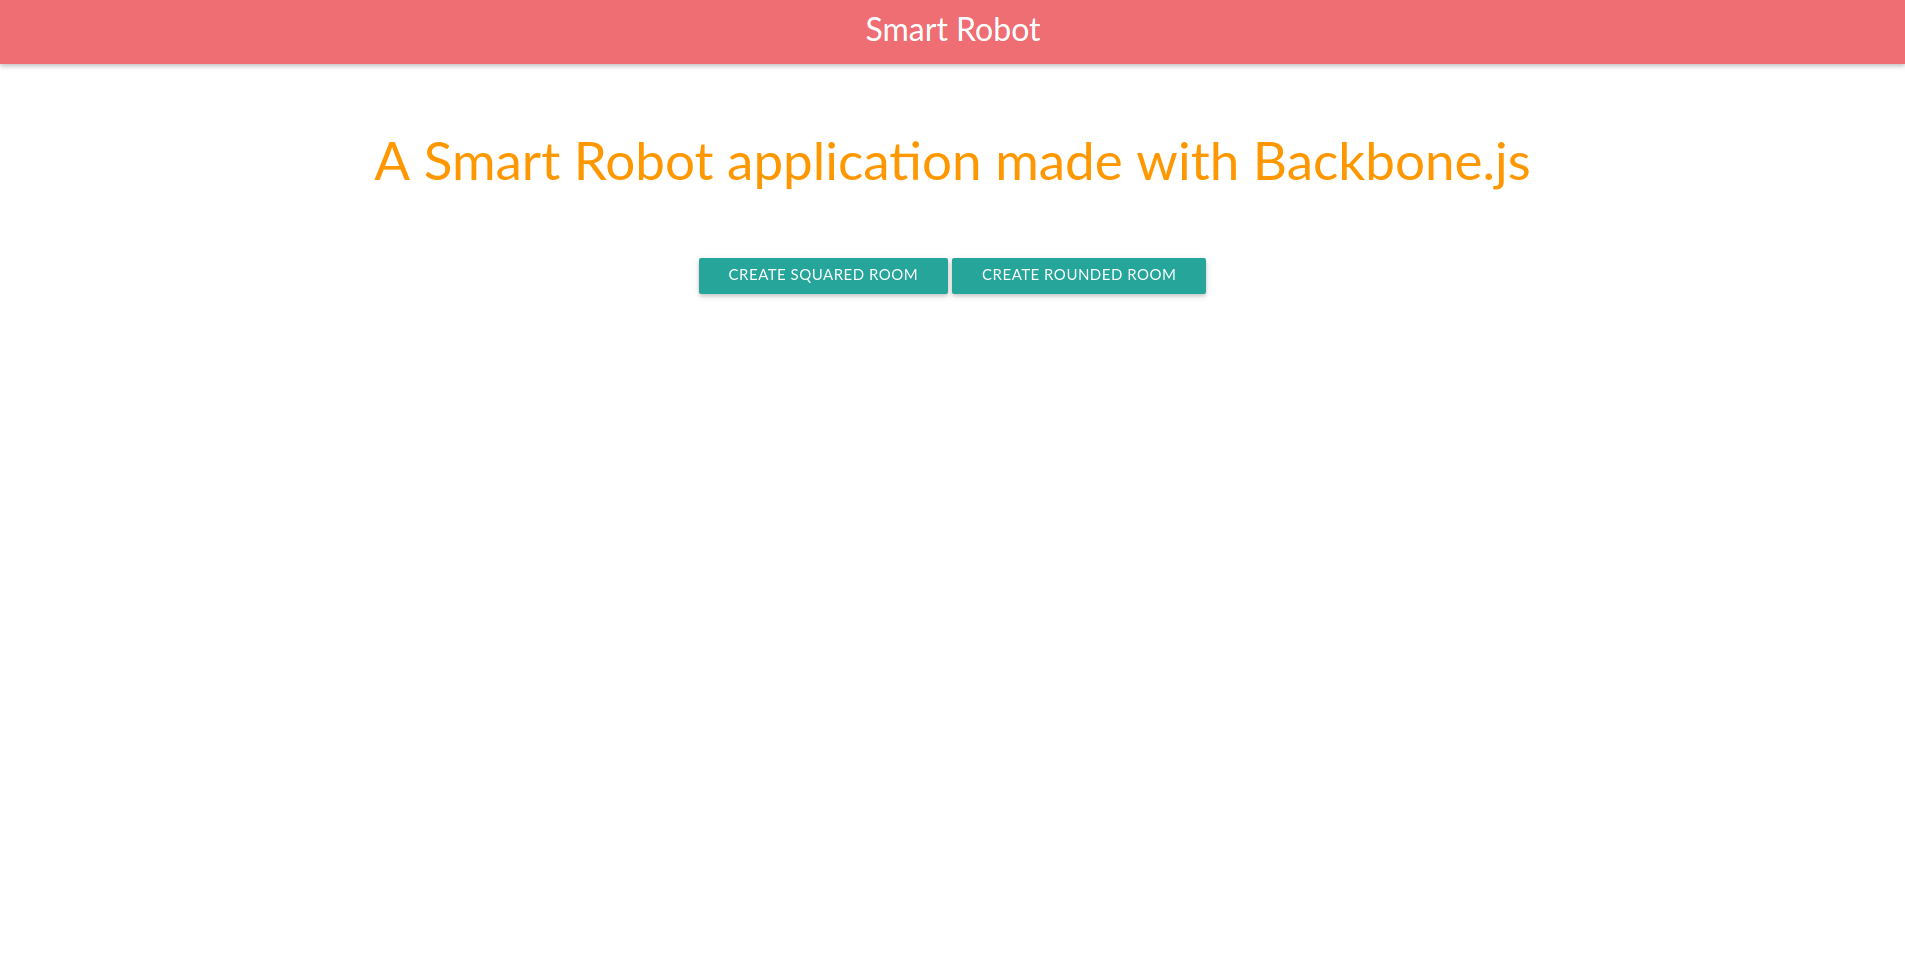 Smart Robot
A Smart Robot application made with Backbone.js
CREATE SQUARED ROOM CREATE ROUNDED ROOM